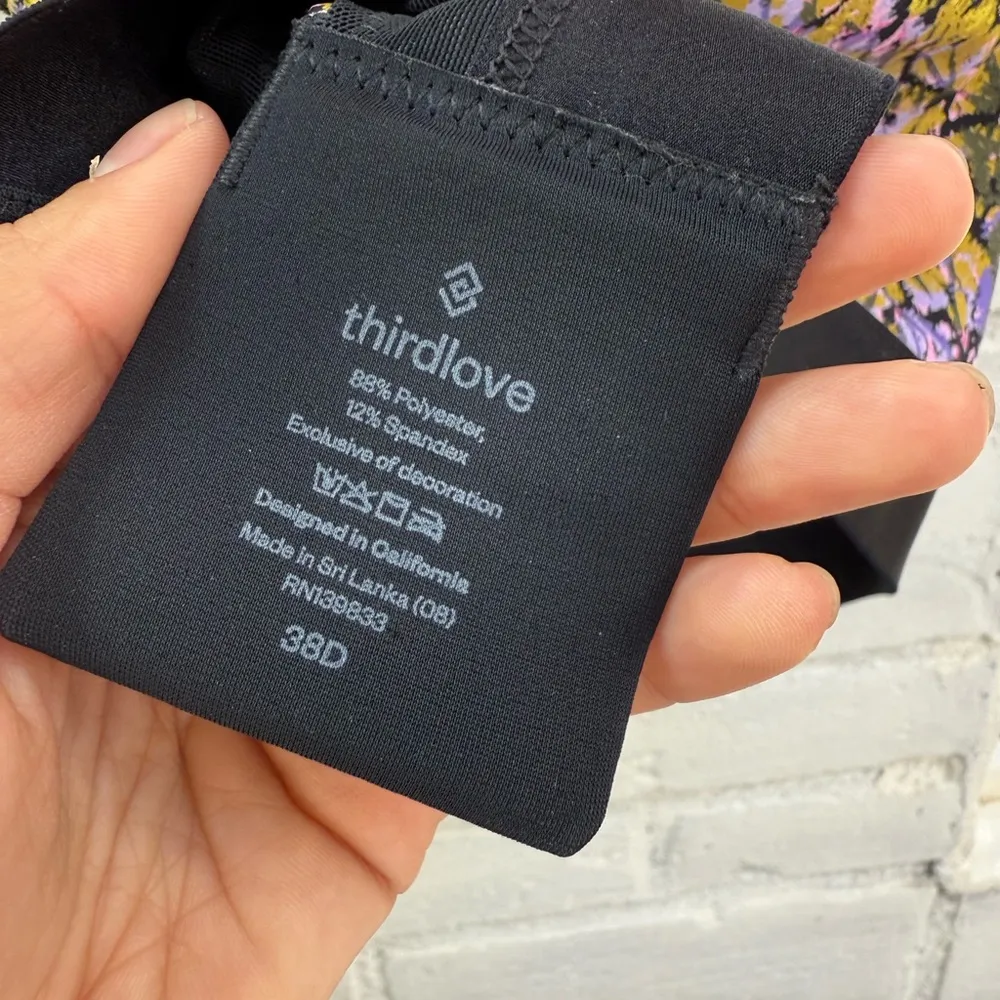 thirdlove
88% Polyester,
12% Spandex
Exclusive of decoration
Designed in California
Made in Sri Lanka (08)
RN139833
38D